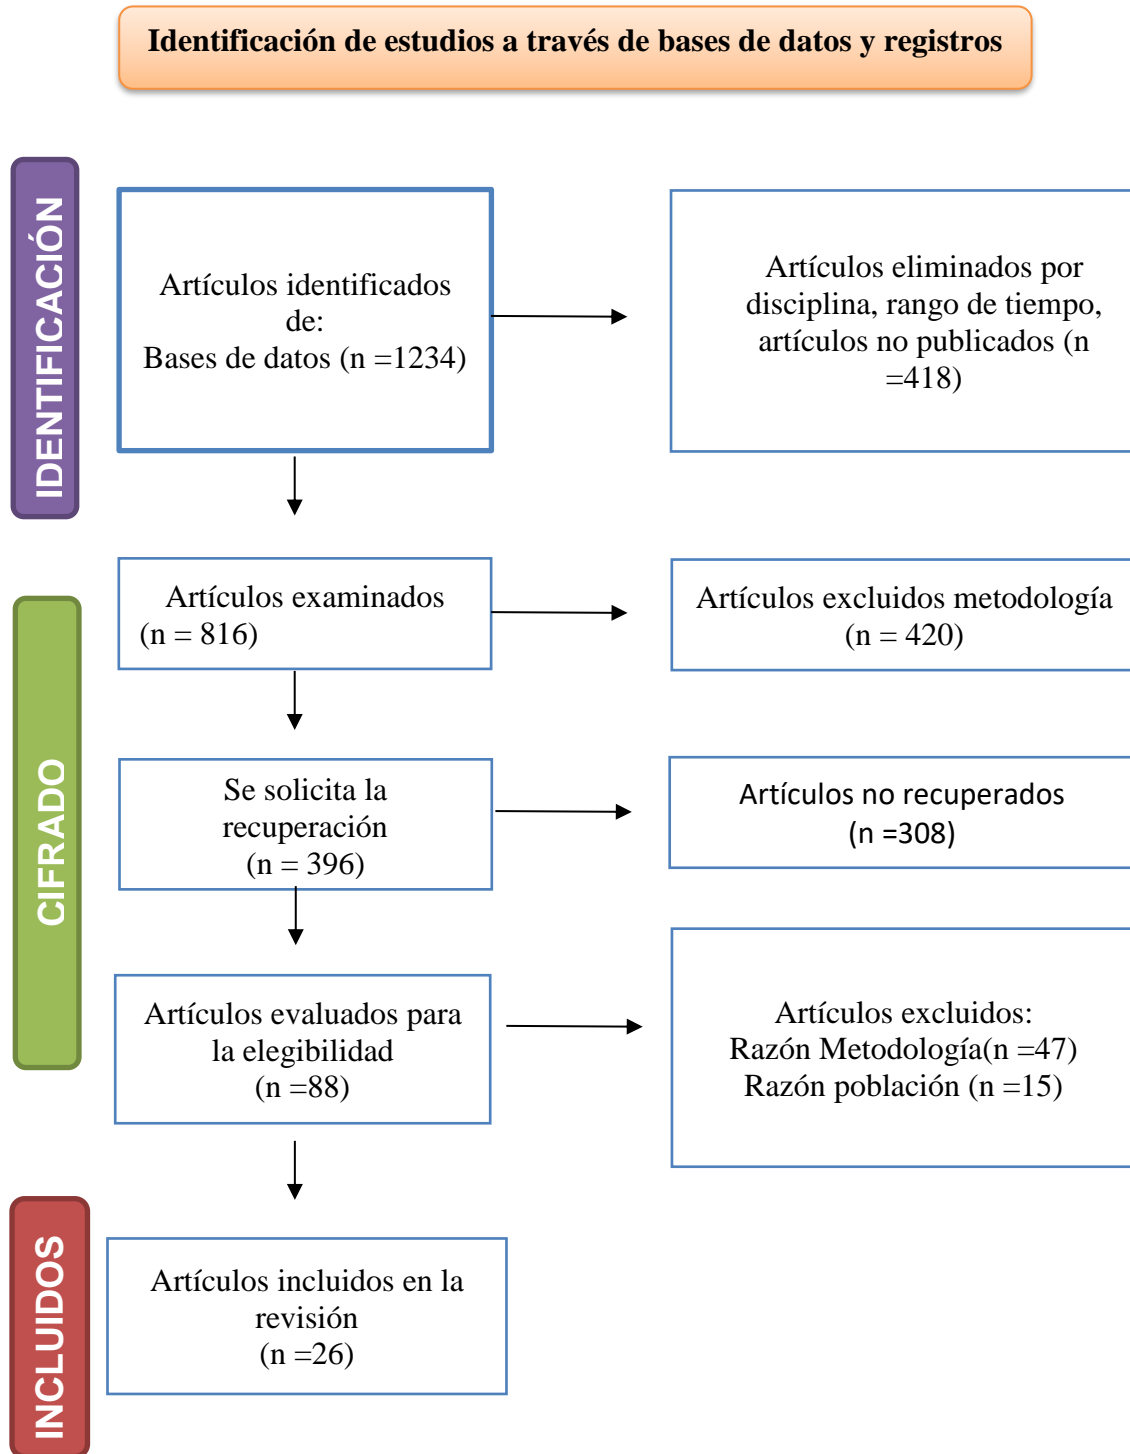 Identificación de estudios a través de bases de datos y registros
IDENTIFICACIÓN
Artículos identificados
de:
Bases de datos (n =1234)
Artículos eliminados por
disciplina, rango de tiempo,
artículos no publicados (n
=418)
CIFRADO
Artículos examinados
(n = 816)
Artículos excluidos metodología
(n = 420)
Se solicita la
recuperación
(n = 396)
Artículos no recuperados
(n =308)
Artículos evaluados para
la elegibilidad
(n =88)
Artículos excluidos:
Razón Metodología(n =47)
Razón población (n =15)
INCLUIDOS
Artículos incluidos en la
revisión
(n =26)